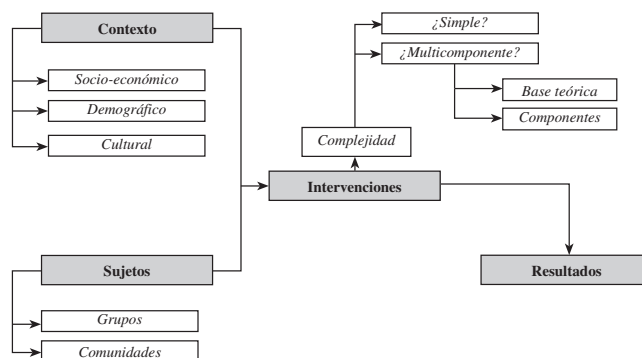 Contexto
Socio-económico
Demográfico
Cultural
¿Simple?
¿Multicomponente?
Base teórica
Componentes
Complejidad
Intervenciones
Resultados
Sujetos
Grupos
Comunidades